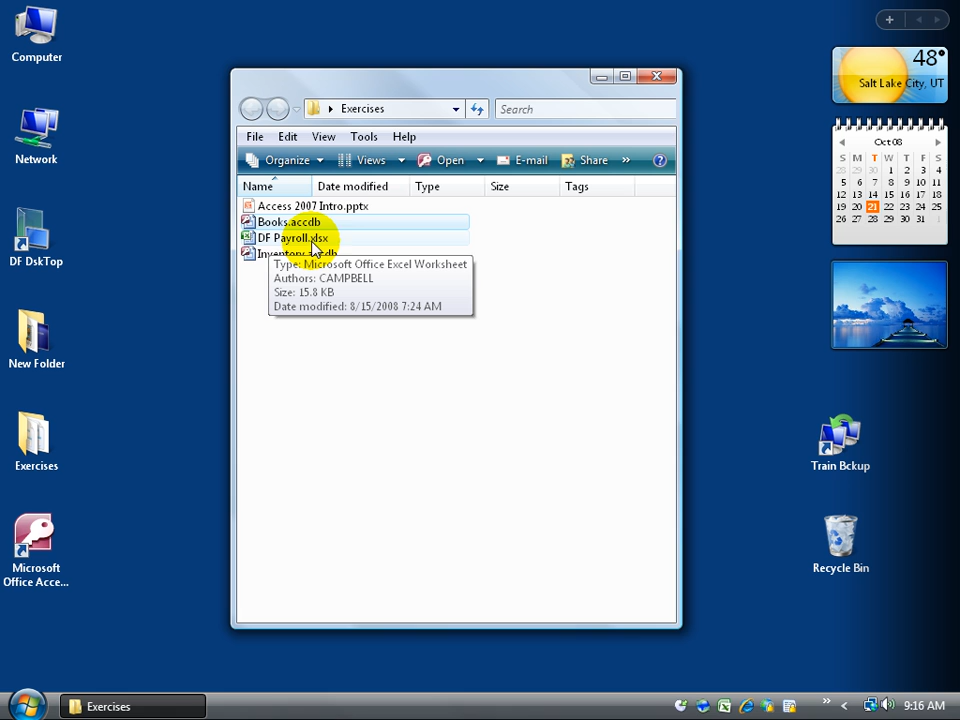 Computer
Network
DF DskTop
New Folder
Exercises
Microsoft
Office Acce...
Exercises
Search
File Edit View Tools Help
Organize Views Open E-mail Share »
Name Date modified Type Size Tags
Access 2007 Intro.pptx
Books.accdb
DF Payroll.xlsx
Inventory.accdb
Type: Microsoft Office Excel Worksheet
Authors: CAMPBELL
Size: 15.8 KB
Date modified: 8/15/2008 7:24 AM
48°
Salt Lake City, UT
Oct 08
S M T W T F S
28 29 30 1 2 3 4
5 6 7 8 9 10 11
12 13 14 15 16 17 18
19 20 21 22 23 24 25
26 27 28 29 30 31
Train Bckup
Recycle Bin
Exercises
9:16 AM